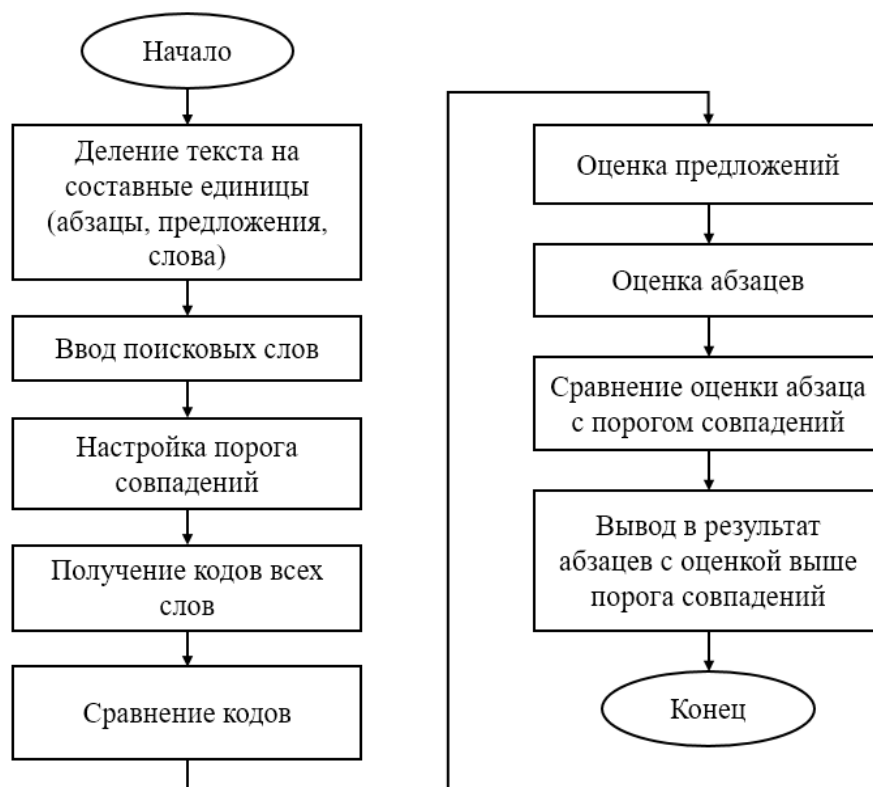 Начало
Деление текста на
составные единицы
(абзацы, предложения,
слова)
Ввод поисковых слов
Настройка порога
совпадений
Получение кодов всех
слов
Сравнение кодов
Оценка предложений
Оценка абзацев
Сравнение оценки абзаца
с порогом совпадений
Вывод в результат
абзацев с оценкой выше
порога совпадений
Конец